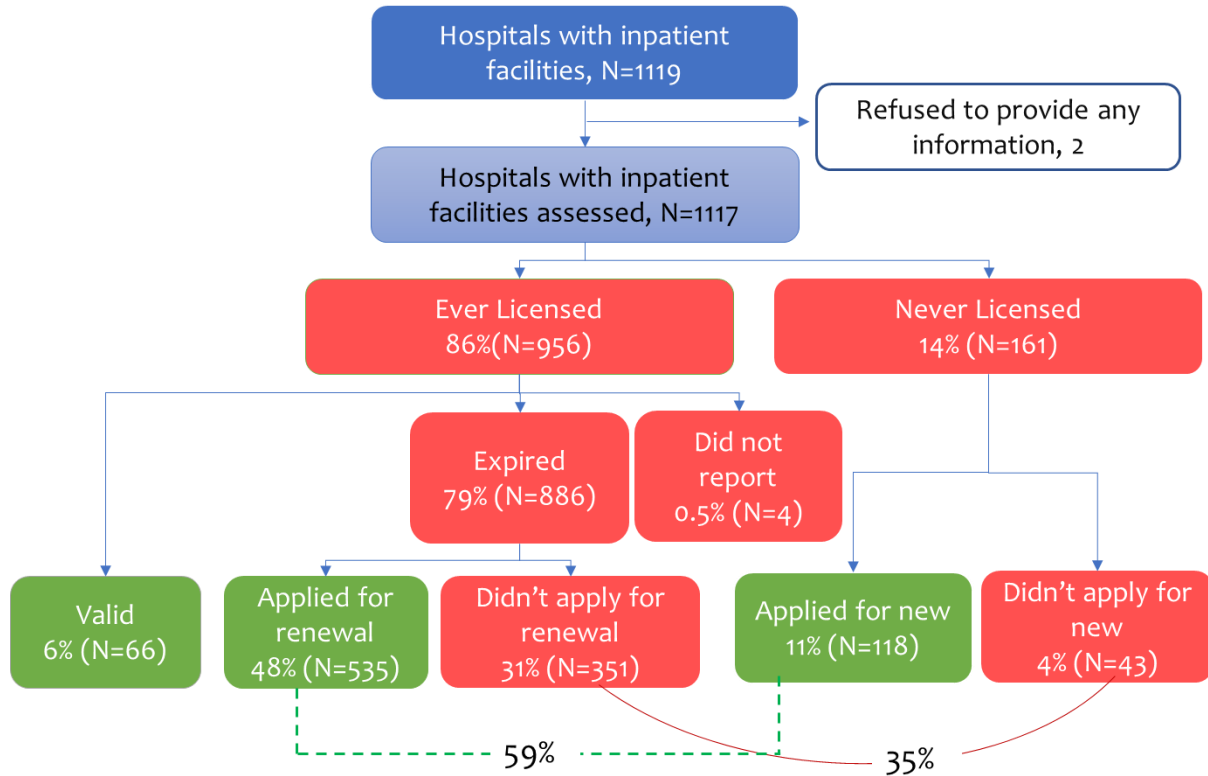 Hospitals with inpatient
facilities, N=1119
Refused to provide any
information, 2
Hospitals with inpatient
facilities assessed, N=1117
Ever Licensed
86%(N=956)
Never Licensed
14% (N=161)
Expired
79% (N=886)
Did not
report
0.5% (N=4)
Valid
6% (N=66)
Applied for
renewal
48% (N=535)
Didn’t apply for
renewal
31% (N=351)
Applied for new
11% (N=118)
Didn’t apply for
new
4% (N=43)
59%
35%